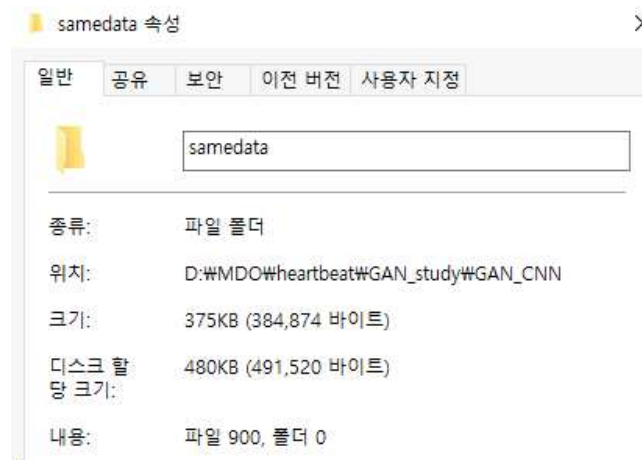 samedata 속성
일반 공유 보안 이전 버전 사용자 지정
samedata
종류: 파일 폴더
위치: D:₩MDO₩heartbeat₩GAN_study₩GAN_CNN
크기: 375KB (384,874 바이트)
디스크 할 480KB (491,520 바이트)
당 크기:
내용: 파일 900, 폴더 0